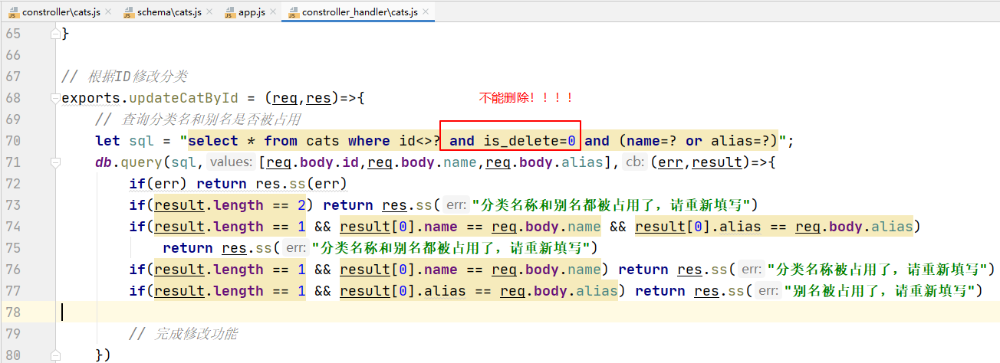 constroller\cats.js schema\cats.js app.js constroller_handler\cats.js
65 }
66
67 // 根据ID修改分类
68 exports.updateCatById = (req,res)=>{ 不能删除！！！！
69 // 查询分类名和别名是否被占用
70 let sql = "select * from cats where id<>? and is_delete=0 and (name=? or alias=?)";
71 db.query(sql, values: [req.body.id,req.body.name,req.body.alias], cb: (err,result)=>{
72 if(err) return res.ss(err)
73 if(result.length == 2) return res.ss( err: "分类名称和别名都被占用了，请重新填写")
74 if(result.length == 1 && result[0].name == req.body.name && result[0].alias == req.body.alias)
75 return res.ss( err: "分类名称和别名都被占用了，请重新填写")
76 if(result.length == 1 && result[0].name == req.body.name) return res.ss( err: "分类名称被占用了，请重新填写")
77 if(result.length == 1 && result[0].alias == req.body.alias) return res.ss( err: "别名被占用了，请重新填写")
78
79 // 完成修改功能
80 })